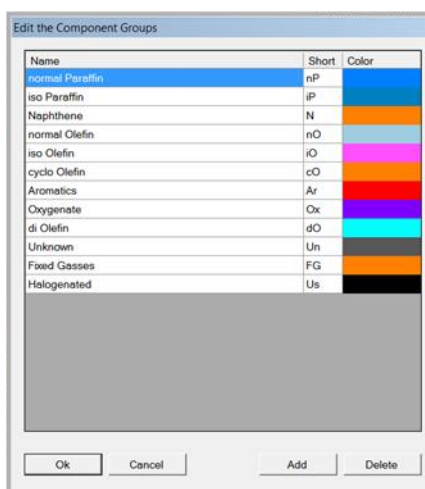 Edit the Component Groups
Name Short Color
normal Paraffin nP
iso Paraffin iP
Naphthene N
normal Olefin nO
iso Olefin iO
cyclo Olefin cO
Aromatics Ar
Oxygenate Ox
di Olefin dO
Unknown Un
Fixed Gasses FG
Halogenated Us
Ok Cancel Add Delete